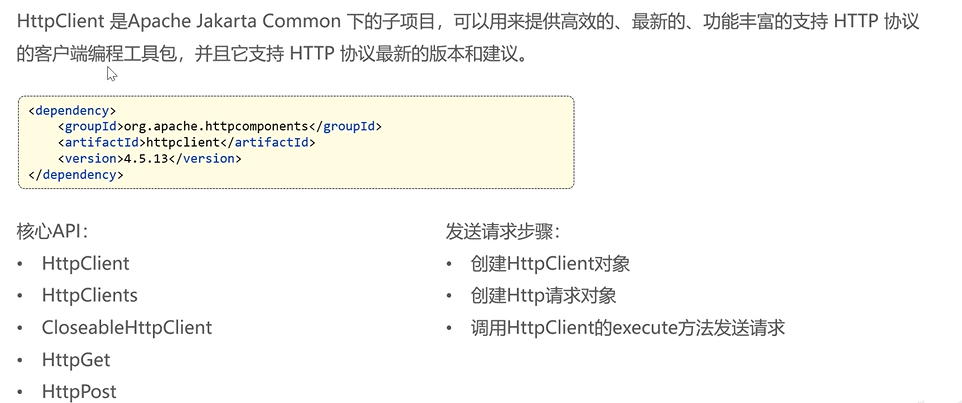 HttpClient 是Apache Jakarta Common 下的子项目，可以用来提供高效的、最新的、功能丰富的支持 HTTP 协议
的客户端编程工具包，并且它支持 HTTP 协议最新的版本和建议。
<dependency>
    <groupId>org.apache.httpcomponents</groupId>
    <artifactId>httpclient</artifactId>
    <version>4.5.13</version>
</dependency>
核心API：
• HttpClient
• HttpClients
• CloseableHttpClient
• HttpGet
• HttpPost
发送请求步骤：
• 创建HttpClient对象
• 创建Http请求对象
• 调用HttpClient的execute方法发送请求